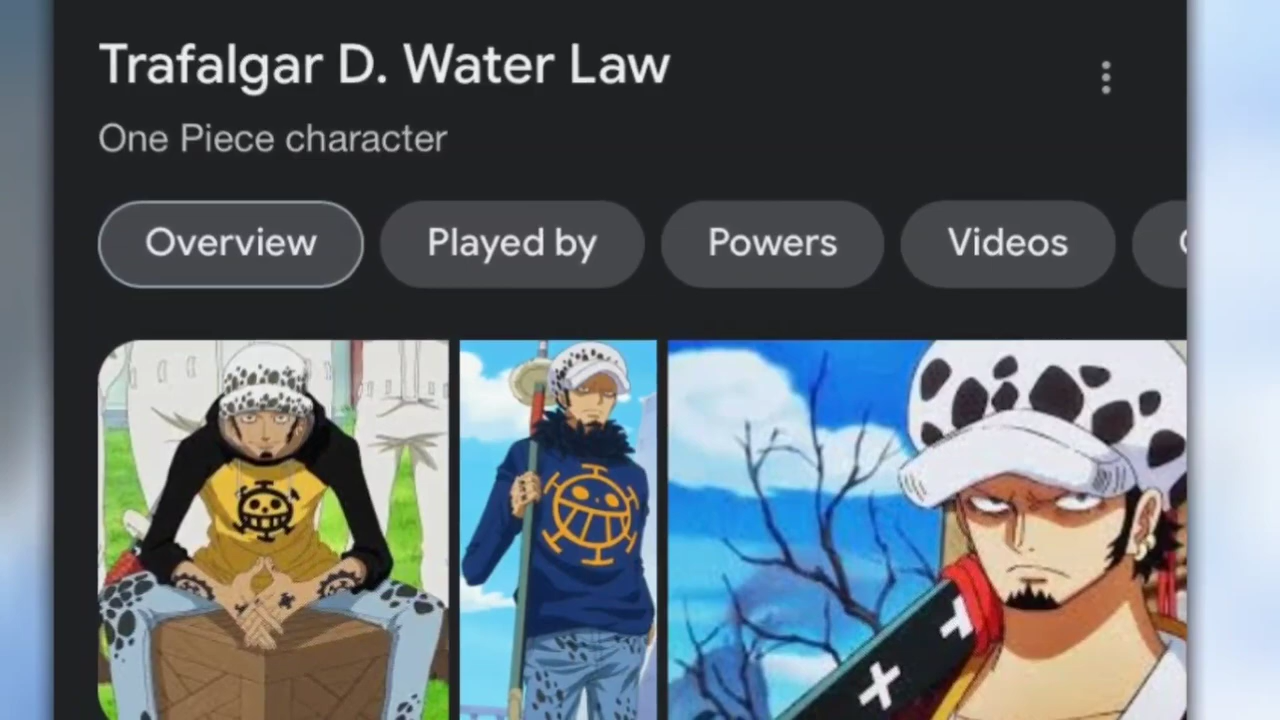 Trafalgar D. Water Law
One Piece character
Overview Played by Powers Videos